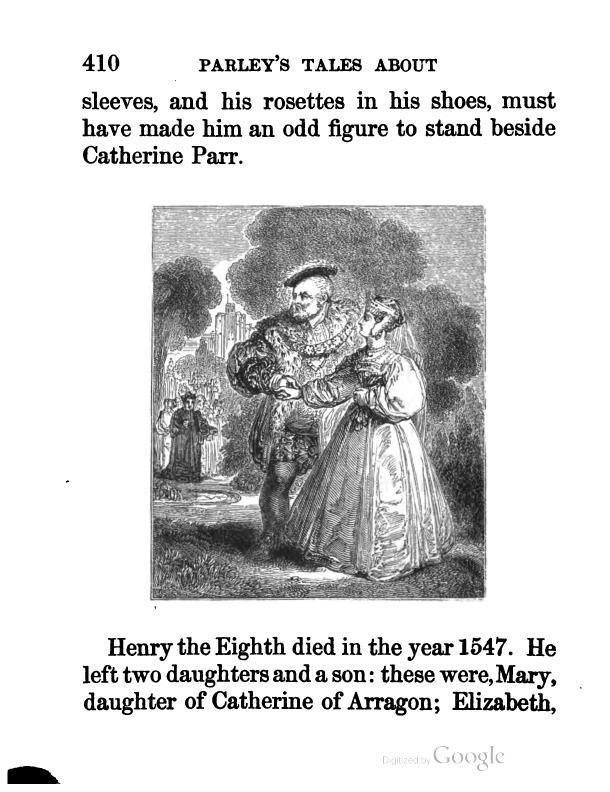 410 PARLEY'S TALES ABOUT
sleeves, and his rosettes in his shoes, must
have made him an odd figure to stand beside
Catherine Parr.
Henry the Eighth died in the year 1547. He
left two daughters and a son: these were, Mary,
daughter of Catherine of Arragon; Elizabeth,
Digitized by Google